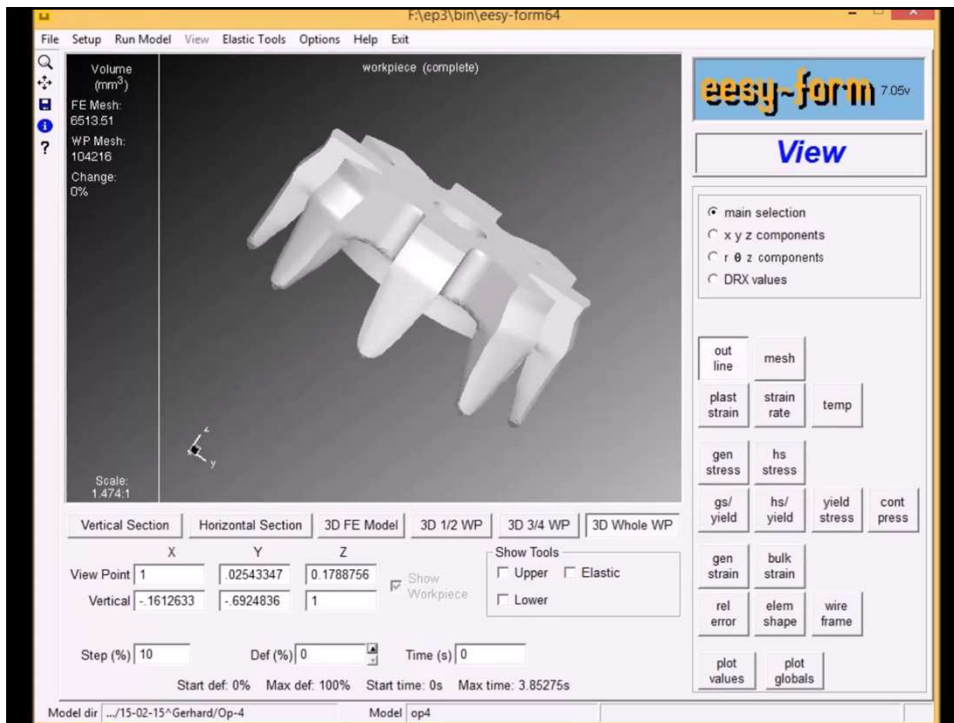 F:\ep3\bin\eesy-form64
File Setup Run Model View Elastic Tools Options Help Exit
Volume
(mm3)
FE Mesh:
6513.51
WP Mesh:
104216
Change:
0%
workpiece (complete)
z
y
Scale:
1.474:1
eesy-form 7.05v
View
main selection
x y z components
r θ z components
DRX values
out line
mesh
plast strain
strain rate
temp
gen stress
hs stress
gs/ yield
hs/ yield
yield stress
cont press
gen strain
bulk strain
rel error
elem shape
wire frame
plot values
plot globals
Vertical Section Horizontal Section 3D FE Model 3D 1/2 WP 3D 3/4 WP 3D Whole WP
X Y Z
View Point 1 .02543347 0.1788756
Vertical -.1612633 -.6924836 1
Show Workpiece
Show Tools
Upper Elastic
Lower
Step (%) 10 Def (%) 0 Time (s) 0
Start def: 0% Max def: 100% Start time: 0s Max time: 3.85275s
Model dir .../15-02-15^Gerhard/Op-4 Model op4